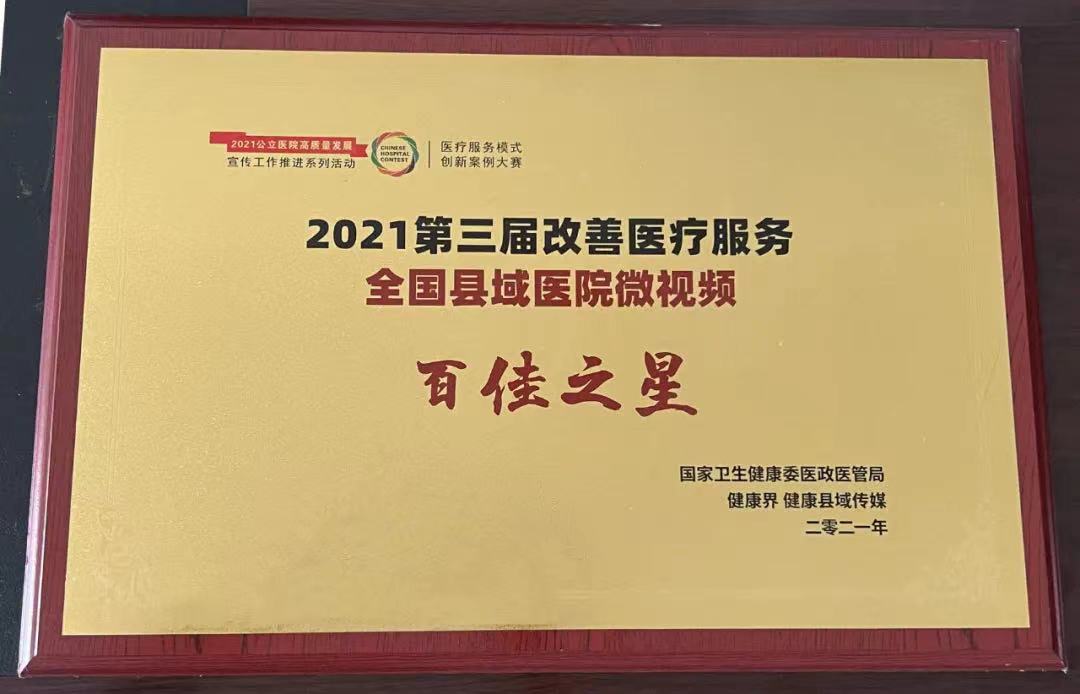 2021公立医院高质量发展
宣传工作推进系列活动
CHINESE
HOSPITAL
CONTEST
医疗服务模式
创新案例大赛
2021第三届改善医疗服务
全国县域医院微视频
百佳之星
国家卫生健康委医政医管局
健康界 健康县域传媒
二零二一年